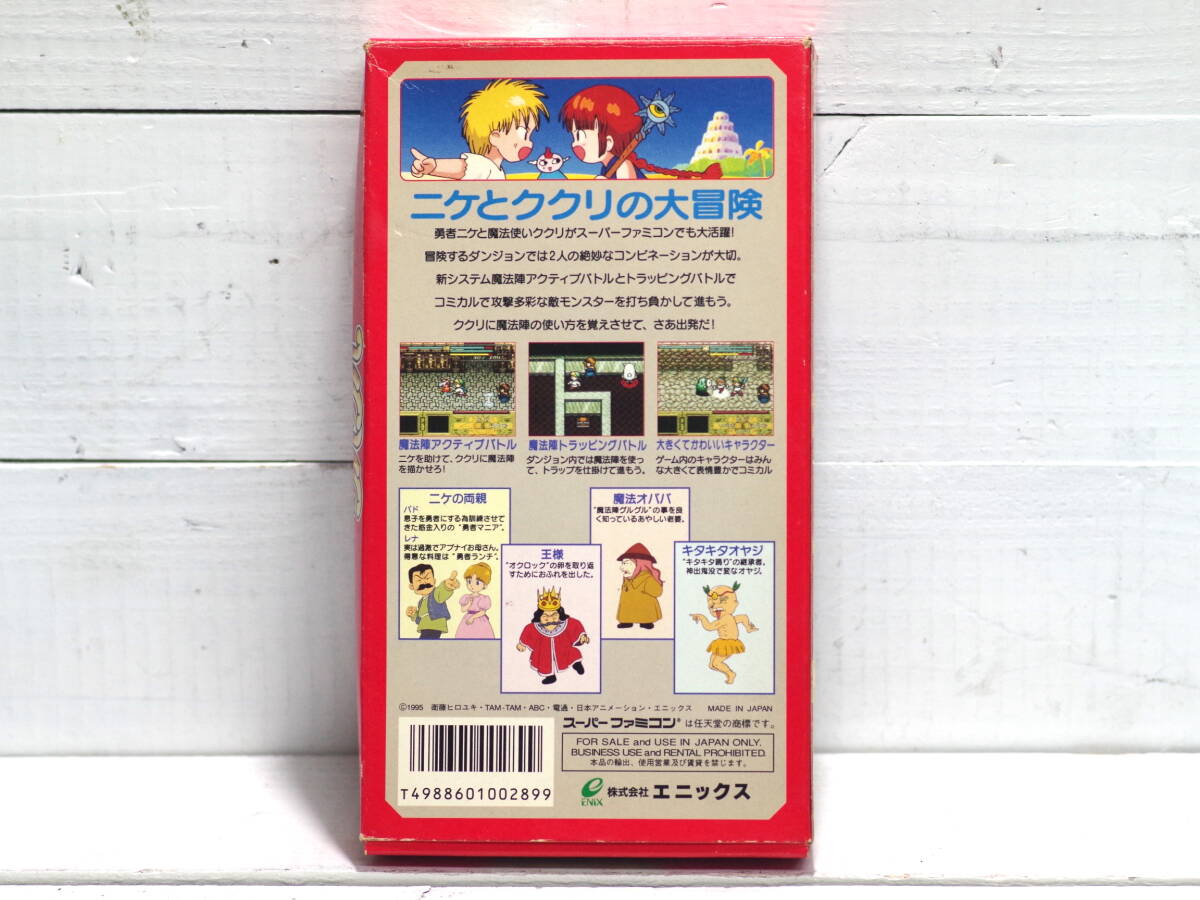 ニケとククリの大冒険
勇者ニケと魔法使いククリがスーパーファミコンでも大活躍!
冒険するダンジョンでは2人の絶妙なコンビネーションが大切。
新システム魔法陣アクティブバトルとトラッピングバトルで
コミカルで攻撃多彩な敵モンスターを打ち負かして進もう。
ククリに魔法陣の使い方を覚えさせて、さあ出発だ!
魔法陣アクティブバトル
ニケを助けて、ククリに魔法陣
を描かせろ!
魔法陣トラッピングバトル
ダンジョン内では魔法陣を使っ
て、トラップを仕掛けて進もう。
大きくてかわいいキャラクター
ゲーム内のキャラクターはみん
な大きくて表情豊かでコミカル
ニケの両親
バド
息子を勇者にする為訓練させて
きた筋金入りの“勇者マニア”。
レナ
実は過激でアブナイお母さん。
得意な料理は“勇者ランチ”。
王様
“オクロック”の卵を取り返
すためにおふれを出した。
魔法オババ
“魔法陣グルグル”の事を良
く知っているあやしい老婆。
キタキタオヤジ
“キタキタ踊り”の継承者。
神出鬼没で変なオヤジ。
©1995 衛藤ヒロユキ・TAM-TAM・ABC・電通・日本アニメーション・エニックス MADE IN JAPAN
スーパーファミコン®は任天堂の商標です。
FOR SALE and USE IN JAPAN ONLY.
BUSINESS USE and RENTAL PROHIBITED.
本品の輸出、使用営業及び賃貸を禁じます。
T4988601002899
ENIX 株式会社 エニックス